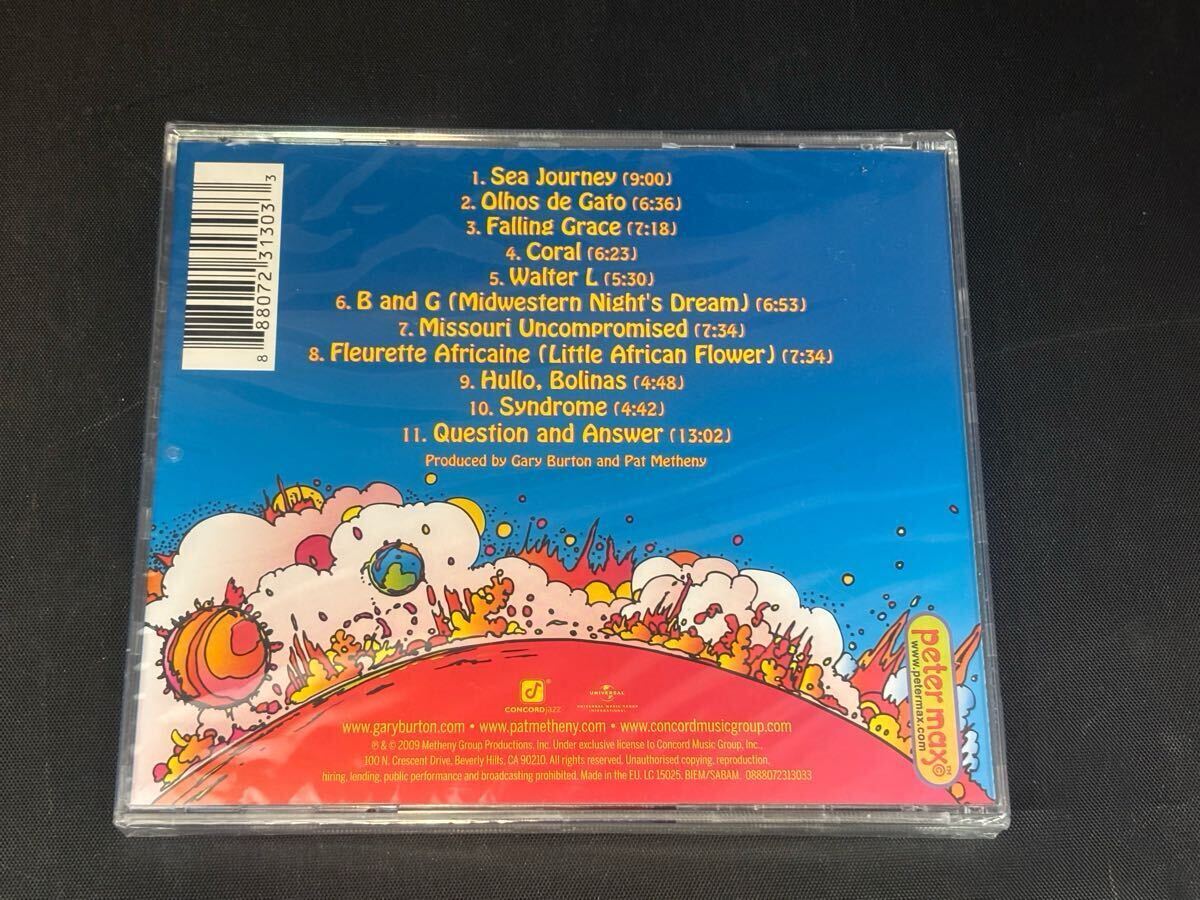 1. Sea Journey (9:00)
2. Olhos de Gato (6:36)
3. Falling Grace (7:18)
4. Coral (6:23)
5. Walter L (5:30)
6. B and G (Midwestern Night's Dream) (6:53)
7. Missouri Uncompromised (7:34)
8. Fleurette Africaine (Little African Flower) (7:34)
9. Hullo, Bolinas (4:48)
10. Syndrome (4:42)
11. Question and Answer (13:02)
Produced by Gary Burton and Pat Metheny
8 88072 31303 3
CONCORD jazz ®
UNIVERSAL
UNIVERSAL MUSIC GROUP
INTERNATIONAL
www.garyburton.com • www.patmetheny.com • www.concordmusicgroup.com
℗ & © 2009 Metheny Group Productions, Inc. Under exclusive license to Concord Music Group, Inc.,
100 N. Crescent Drive, Beverly Hills, CA 90210. All rights reserved. Unauthorised copying, reproduction,
hiring, lending, public performance and broadcasting prohibited. Made in the EU. LC 15025. BIEM/SABAM. 0888072313033
peter max ©™
www.petermax.com